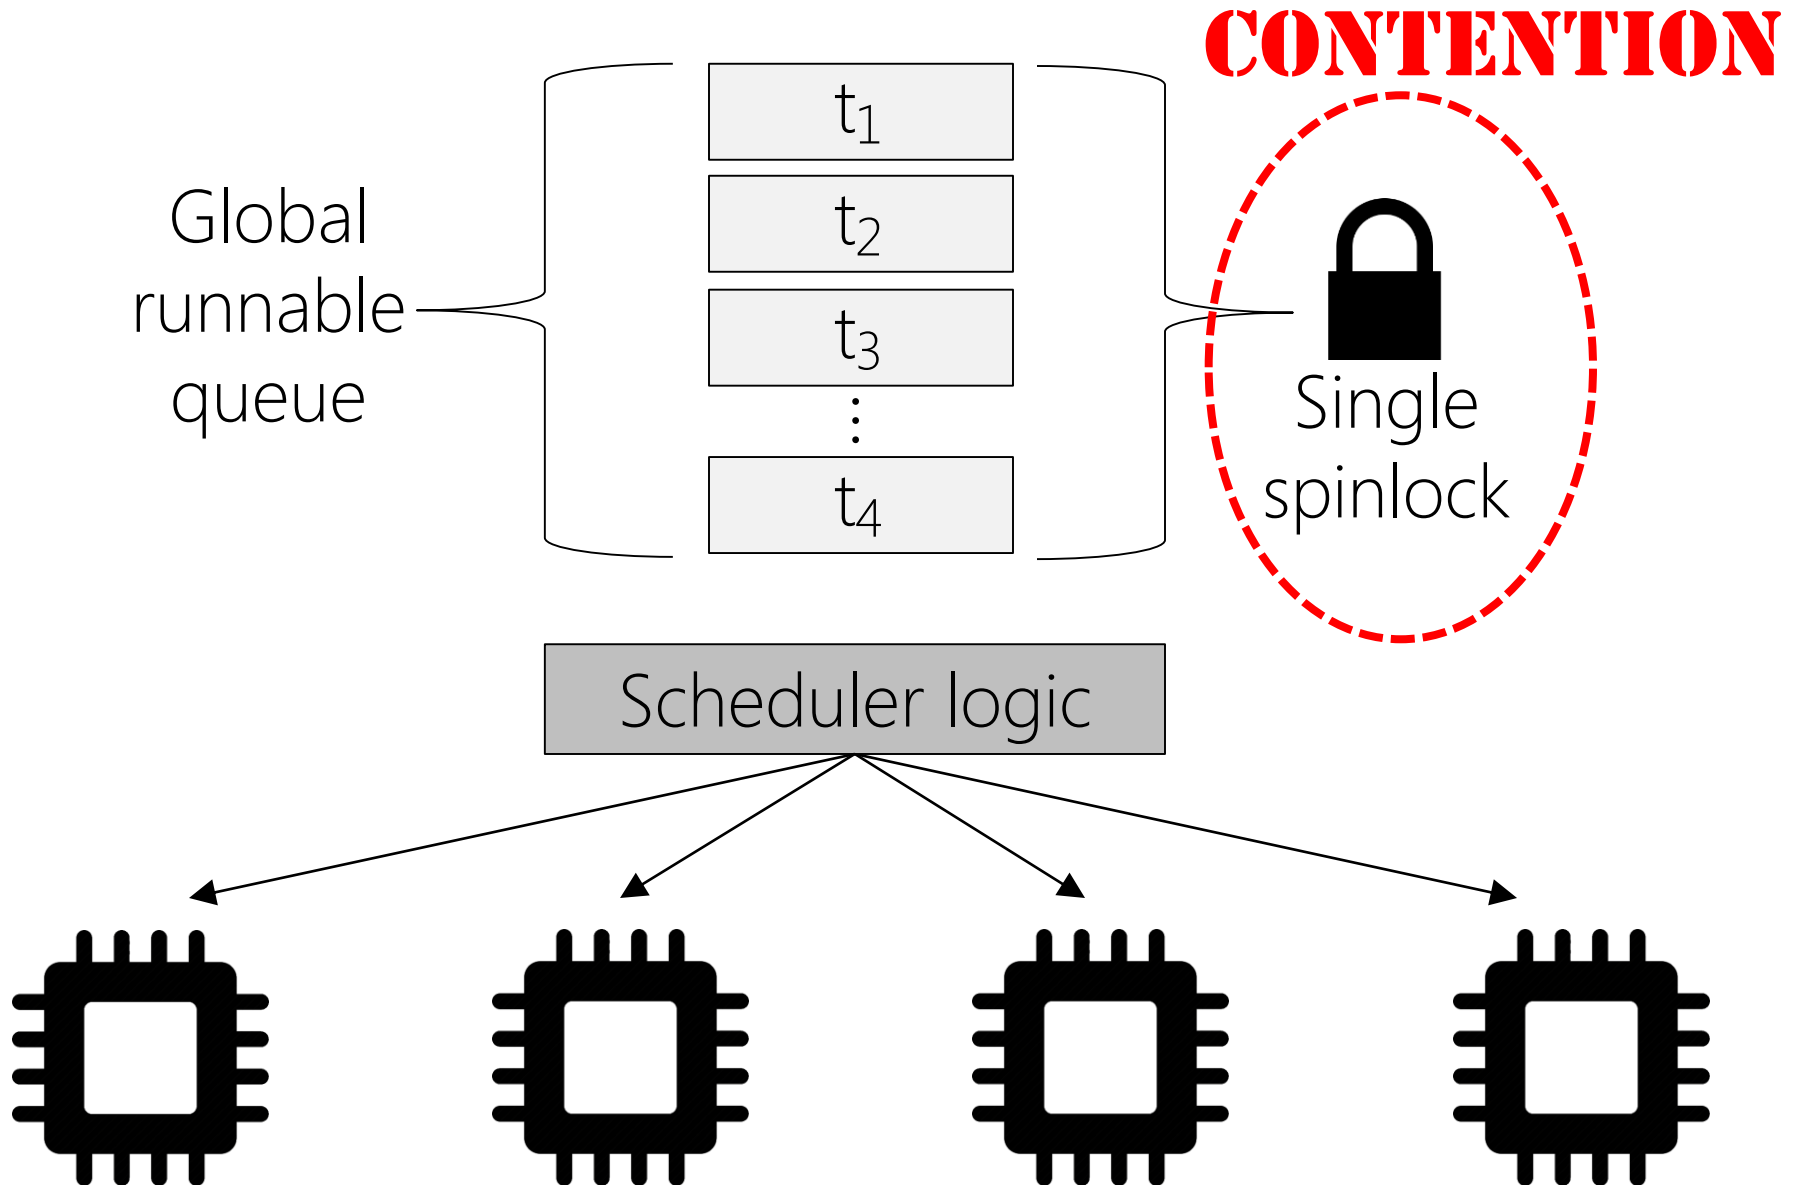 CONTENTION
Global
runnable
queue
t1
t2
t3
⋮
t4
Single
spinlock
Scheduler logic